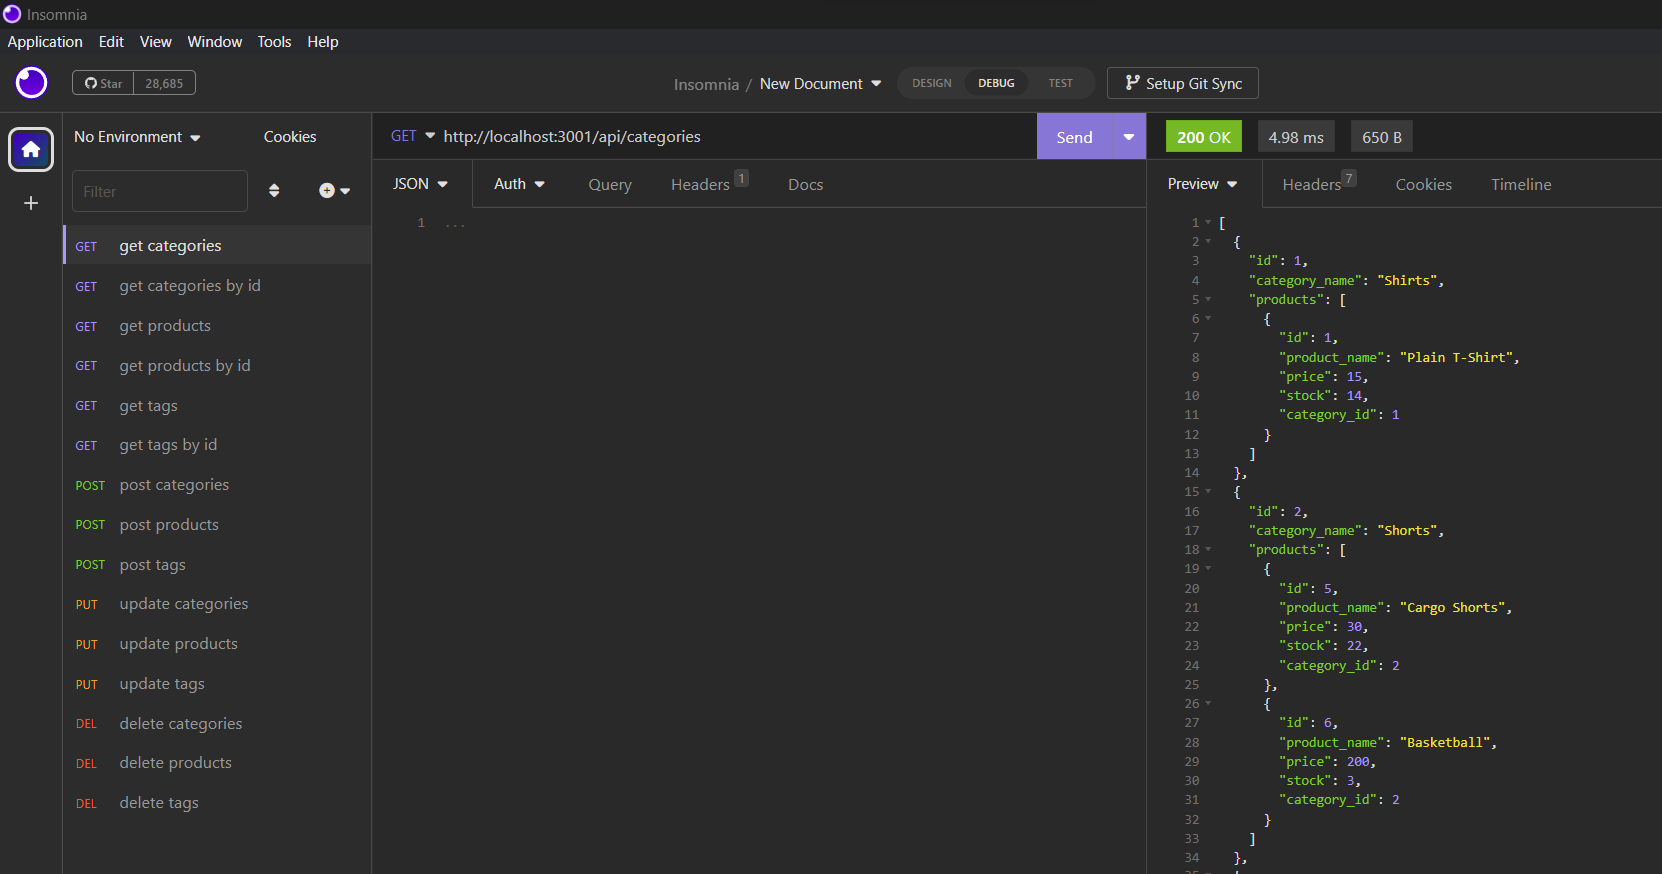 Insomnia
Application Edit View Window Tools Help
Star 28,685
Insomnia / New Document DESIGN DEBUG TEST Setup Git Sync
No Environment Cookies
Filter
GET get categories
GET get categories by id
GET get products
GET get products by id
GET get tags
GET get tags by id
POST post categories
POST post products
POST post tags
PUT update categories
PUT update products
PUT update tags
DEL delete categories
DEL delete products
DEL delete tags
GET http://localhost:3001/api/categories Send
JSON Auth Query Headers 1 Docs
1 ...
200 OK 4.98 ms 650 B
Preview Headers 7 Cookies Timeline
1 [
2 {
3 "id": 1,
4 "category_name": "Shirts",
5 "products": [
6 {
7 "id": 1,
8 "product_name": "Plain T-Shirt",
9 "price": 15,
10 "stock": 14,
11 "category_id": 1
12 }
13 ]
14 },
15 {
16 "id": 2,
17 "category_name": "Shorts",
18 "products": [
19 {
20 "id": 5,
21 "product_name": "Cargo Shorts",
22 "price": 30,
23 "stock": 22,
24 "category_id": 2
25 },
26 {
27 "id": 6,
28 "product_name": "Basketball",
29 "price": 200,
30 "stock": 3,
31 "category_id": 2
32 }
33 ]
34 },